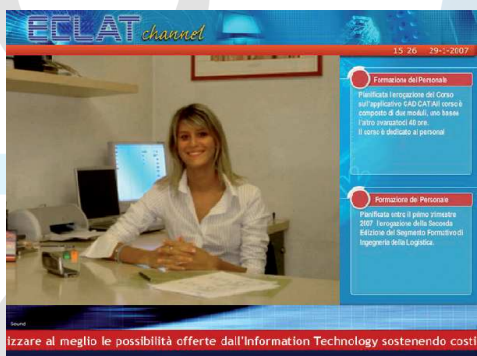 ECLAT channel
15 26 29-1-2007
Formazione del Personale
Pianificata l'erogazione del Corso
sull'applicativo CAD CATIA il corso è
composto di due moduli, uno base e
l'altro avanzato di 40 ore.
Il corso è dedicato al personal
Formazione de Personale
Pianificata entro il primo trimestre
2007 l'erogazione della Seconda
Edizione del Segmento Formativo di
Ingegneria della Logistica.
Sound
izzare al meglio le possibilità offerte dall'Information Technology sostenendo costi